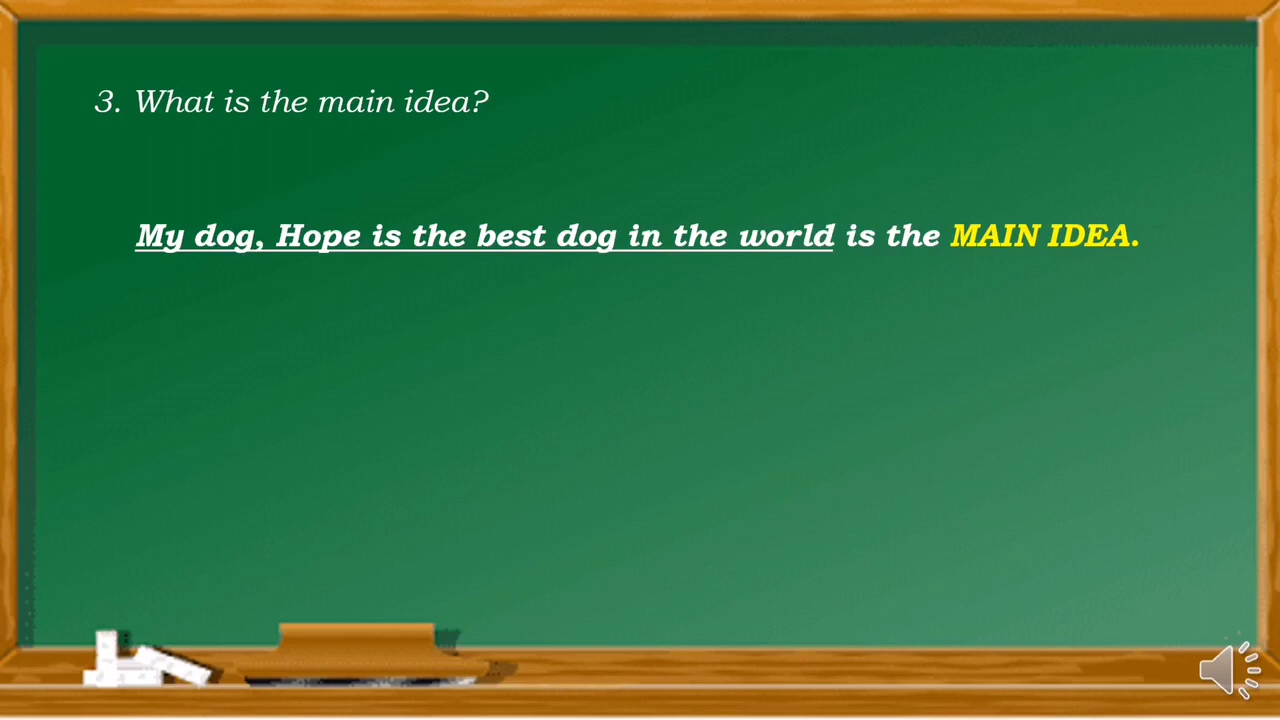 3. What is the main idea?
My dog, Hope is the best dog in the world is the MAIN IDEA.